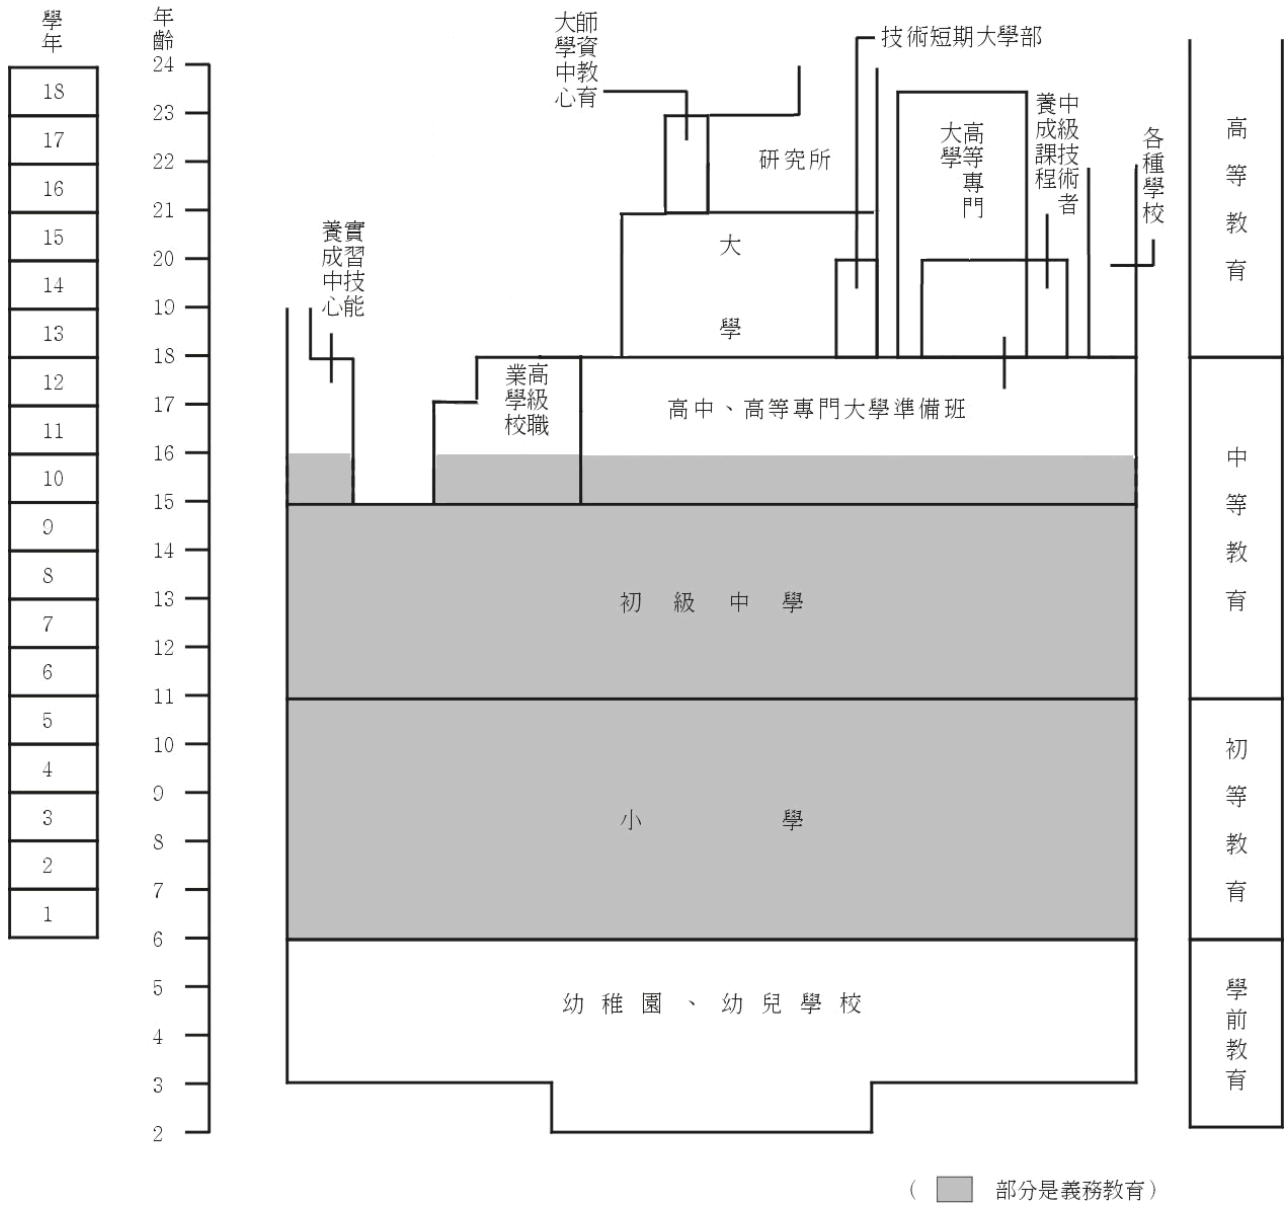 學年
18
17
16
15
14
13
12
11
10
9
8
7
6
5
4
3
2
1
年齡
24
23
22
21
20
19
18
17
16
15
14
13
12
11
10
9
8
7
6
5
4
3
2
師資教育
大學中心
技術短期大學部
研究所
高等專門
大學
中級技術者
養成課程
各種學校
實習技能
養成中心
大學
高級職
業學校
高中、高等專門大學準備班
初級中學
小學
幼稚園、幼兒學校
高等教育
中等教育
初等教育
學前教育
( 部分是義務教育)